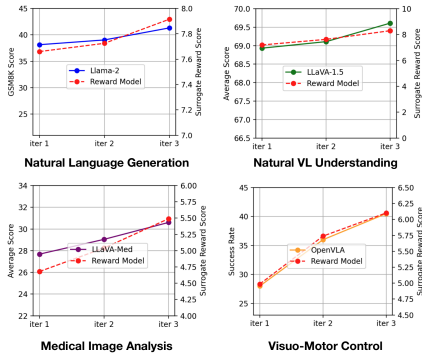 45
40
35
30
25
GSM8K Score
8.0
7.8
7.6
7.4
7.2
7.0
Surrogate Reward Score
Llama-2
Reward Model
iter 1
iter 2
iter 3
Natural Language Generation
70.0
69.5
69.0
68.5
68.0
67.5
67.0
66.5
Average Score
10
8
6
4
2
0
Surrogate Reward Score
LLaVA-1.5
Reward Model
iter 1
iter 2
iter 3
Natural VL Understanding
34
32
30
28
26
24
22
Average Score
6.00
5.75
5.50
5.25
5.00
4.75
4.50
4.25
4.00
Surrogate Reward Score
LLaVA-Med
Reward Model
iter 1
iter 2
iter 3
Medical Image Analysis
45
40
35
30
25
Success Rate
6.50
6.25
6.00
5.75
5.50
5.25
5.00
4.75
4.50
Surrogate Reward Score
OpenVLA
Reward Model
iter 1
iter 2
iter 3
Visuo-Motor Control